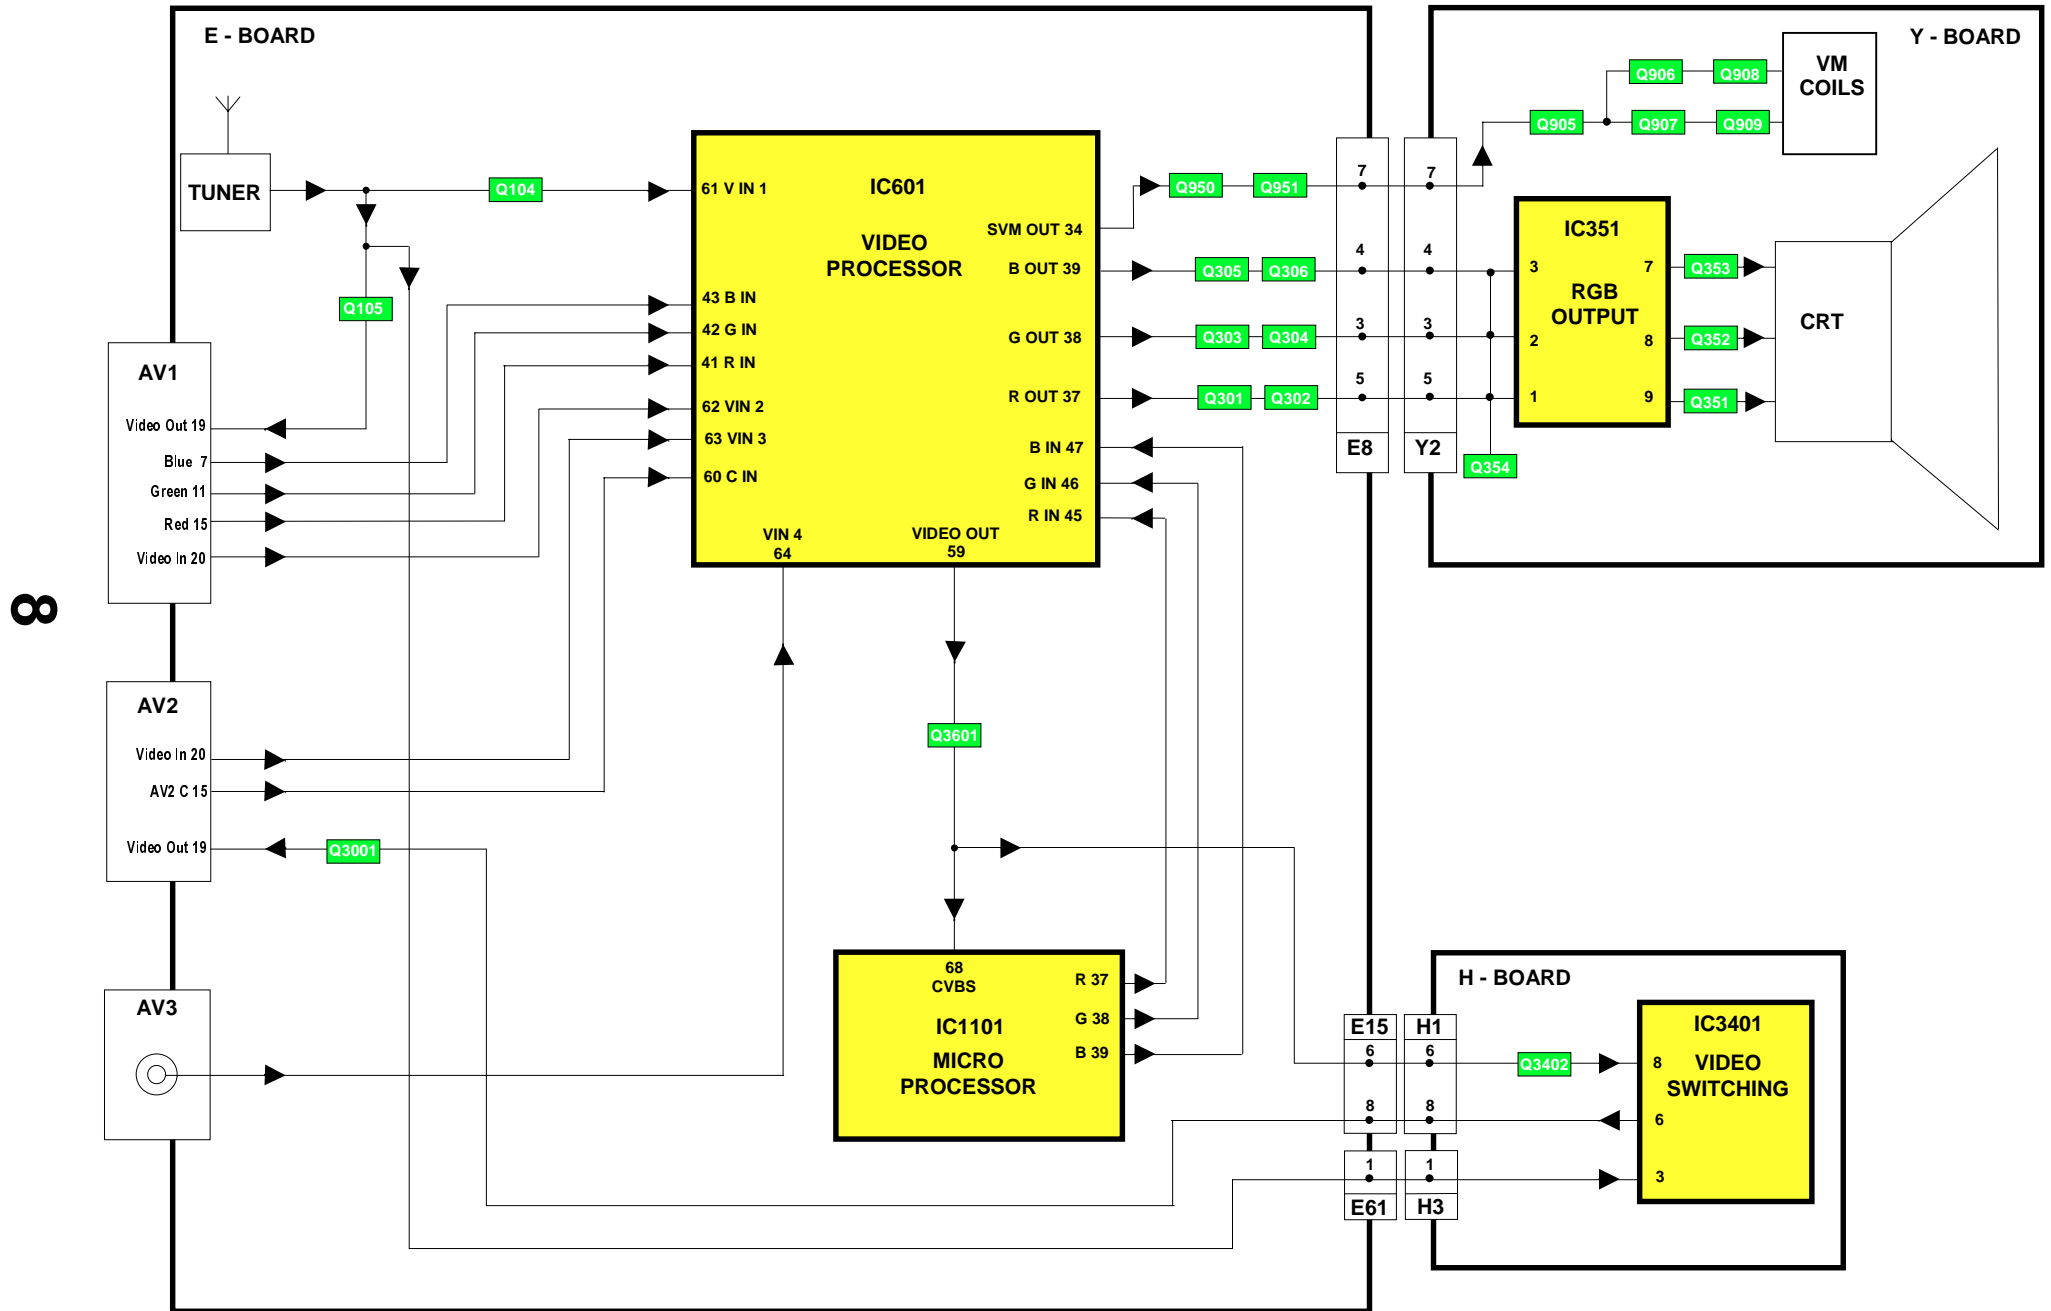 E - BOARD
Y - BOARD
VM
COILS
Q906
Q908
Q905
Q907
Q909
TUNER
Q104
61 V IN 1
IC601
VIDEO
PROCESSOR
SVM OUT 34
B OUT 39
G OUT 38
R OUT 37
B IN 47
G IN 46
R IN 45
43 B IN
42 G IN
41 R IN
62 VIN 2
63 VIN 3
60 C IN
VIN 4
64
VIDEO OUT
59
Q950
Q951
Q305
Q306
Q303
Q304
Q301
Q302
7
4
3
5
E8
7
4
3
5
Y2
Q354
IC351
RGB
OUTPUT
3
2
1
7
8
9
Q353
Q352
Q351
CRT
Q105
AV1
Video Out 19
Blue 7
Green 11
Red 15
Video In 20
8
AV2
Video In 20
AV2 C 15
Video Out 19
Q3001
Q3601
AV3
68
CVBS
IC1101
MICRO
PROCESSOR
R 37
G 38
B 39
E15
6
8
1
E61
H1
6
8
1
H3
H - BOARD
Q3402
IC3401
VIDEO
SWITCHING
8
6
3